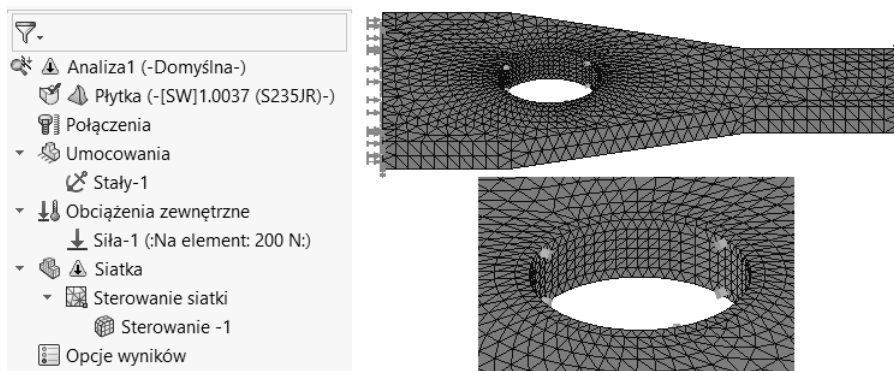 Analiza1 (-Domyślna-)
Płytka (-[SW]1.0037 (S235JR)-)
Połączenia
Umocowania
Stały-1
Obciążenia zewnętrzne
Siła-1 (:Na element: 200 N:)
Siatka
Sterowanie siatki
Sterowanie -1
Opcje wyników